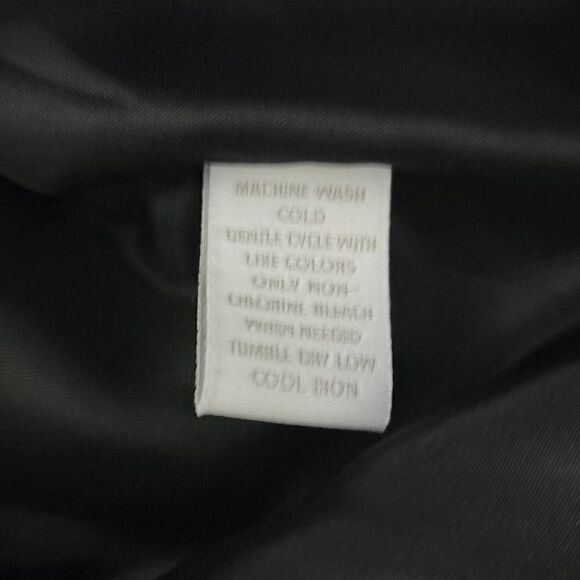 MACHINE WASH
COLD
GENTLE CYCLE WITH
LIKE COLORS
ONLY NON-
CHLORINE BLEACH
WHEN NEEDED
TUMBLE DRY LOW
COOL IRON